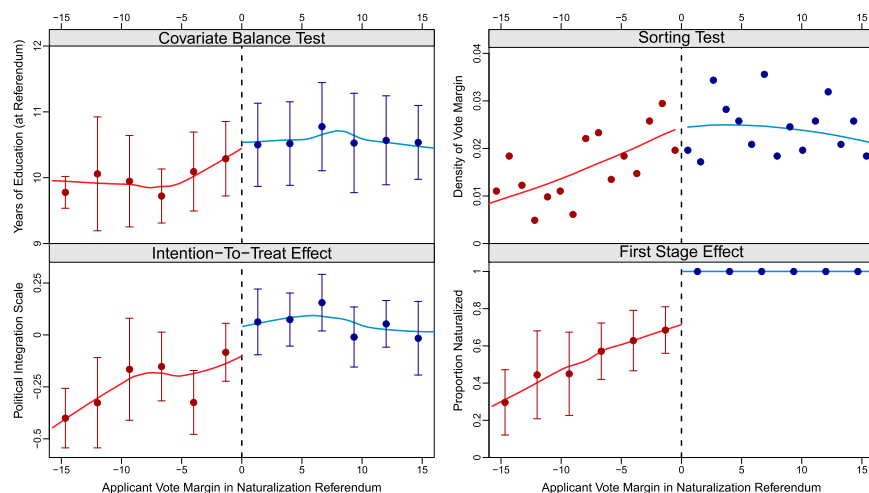 −15 −10 −5 0 5 10 15
−15 −10 −5 0 5 10 15
Covariate Balance Test
Sorting Test
Years of Education (at Referendum)
9 10 11 12
Density of Vote Margin
0 0.01 0.02 0.03 0.04
Intention−To−Treat Effect
First Stage Effect
Political Integration Scale
−0.5 −0.25 0 0.25
Proportion Naturalized
0 0.2 0.4 0.6 0.8 1
−15 −10 −5 0 5 10 15
−15 −10 −5 0 5 10 15
Applicant Vote Margin in Naturalization Referendum
Applicant Vote Margin in Naturalization Referendum